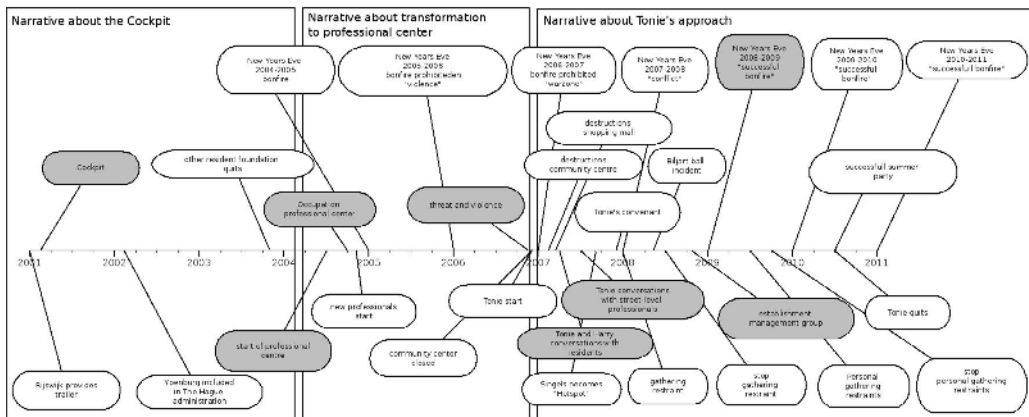 Narrative about the Cockpit
Narrative about transformation
to professional center
Narrative about Tonie's approach
New Years Eve
2004-2005
bonfire
New Years Eve
2005-2006
bonfire prohibiteden
"violence"
New Years Eve
2006-2007
bonfire prohibited
"warzone"
New Years Eve
2007-2008
"conflict"
New Years Eve
2008-2009
"successful
bonfire"
New Years Eve
2009-2010
"successful
bonfire"
New Years Eve
2010-2011
"successfull bonfire"
destructions
shopping mall
Cockpit
other resident foundation
quits
destructions
community centre
Biljart ball
incident
successfull summer
party
Occupation
professional center
threat and violence
Tonie's convenant
2001
2002
2003
2004
2005
2006
2007
2008
2009
2010
2011
new professionals
start
Tonie start
Tonie conversations
with street-level
professionals
establishment
management group
Tonie quits
start of professional
centre
community center
closed
Tonie and Harry
conversations with
residents
Rijswijk provides
trailer
Ypenburg included
in The Hague
administration
Singels becomes
"Hotspot"
gathering
restraint
stop
gathering
restraint
Personal
gathering
restraints
stop
personal gathering
restraints